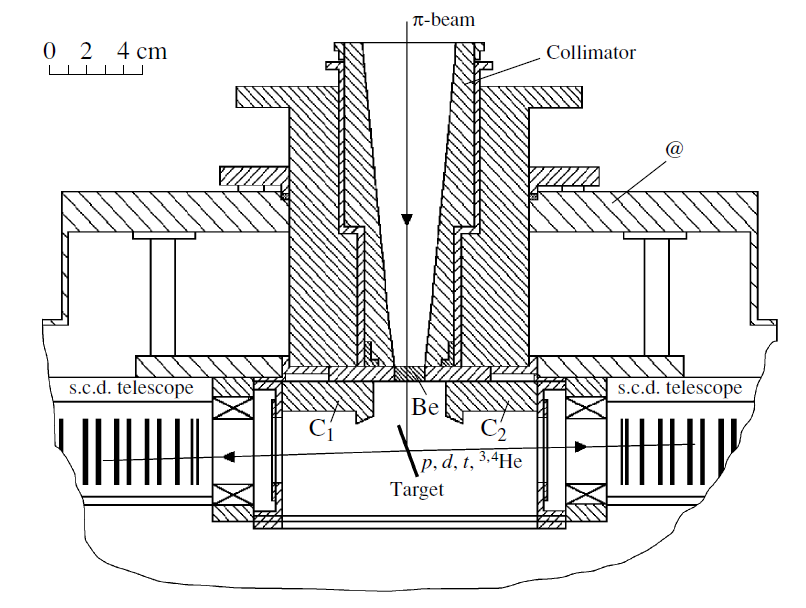 π-beam
0 2 4 cm
Collimator
@
s.c.d. telescope
s.c.d. telescope
Be
C₁
C₂
p, d, t, ³,⁴He
Target